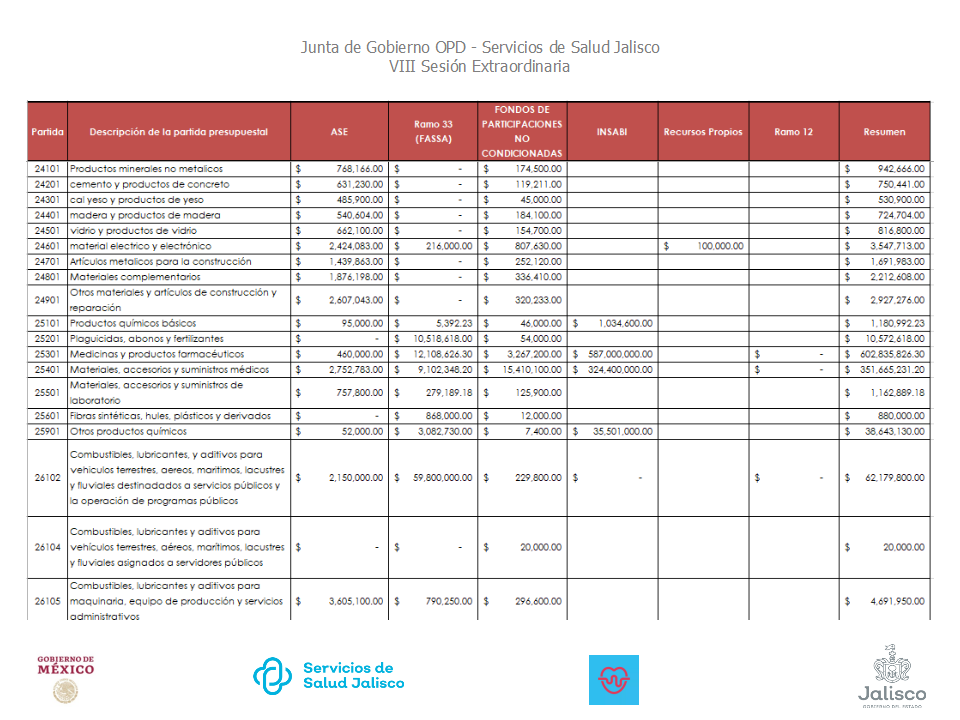 Junta de Gobierno OPD - Servicios de Salud Jalisco
VIII Sesión Extraordinaria
Partida Descripción de la partida presupuestal ASE Ramo 33 (FASSA) FONDOS DE PARTICIPACIONES NO CONDICIONADAS INSABI Recursos Propios Ramo 12 Resumen
24101 Productos minerales no metalicos $ 768,166.00 $ - $ 174,500.00 $ 942,666.00
24201 cemento y productos de concreto $ 631,230.00 $ - $ 119,211.00 $ 750,441.00
24301 cal yeso y productos de yeso $ 485,900.00 $ - $ 45,000.00 $ 530,900.00
24401 madera y productos de madera $ 540,604.00 $ - $ 184,100.00 $ 724,704.00
24501 vidrio y productos de vidrio $ 662,100.00 $ - $ 154,700.00 $ 816,800.00
24601 material electrico y electrónico $ 2,424,083.00 $ 216,000.00 $ 807,630.00 $ 100,000.00 $ 3,547,713.00
24701 Artículos metalicos para la construcción $ 1,439,863.00 $ - $ 252,120.00 $ 1,691,983.00
24801 Materiales complementarios $ 1,876,198.00 $ - $ 336,410.00 $ 2,212,608.00
24901 Otros materiales y artículos de construcción y reparación $ 2,607,043.00 $ - $ 320,233.00 $ 2,927,276.00
25101 Productos químicos básicos $ 95,000.00 $ 5,392.23 $ 46,000.00 $ 1,034,600.00 $ 1,180,992.23
25201 Plaguicidas, abonos y fertilizantes $ - $ 10,518,618.00 $ 54,000.00 $ 10,572,618.00
25301 Medicinas y productos farmacéuticos $ 460,000.00 $ 12,108,626.30 $ 3,267,200.00 $ 587,000,000.00 $ - $ 602,835,826.30
25401 Materiales, accesorios y suministros médicos $ 2,752,783.00 $ 9,102,348.20 $ 15,410,100.00 $ 324,400,000.00 $ - $ 351,665,231.20
25501 Materiales, accesorios y suministros de laboratorio $ 757,800.00 $ 279,189.18 $ 125,900.00 $ 1,162,889.18
25601 Fibras sintéticas, hules, plásticos y derivados $ - $ 868,000.00 $ 12,000.00 $ 880,000.00
25901 Otros productos químicos $ 52,000.00 $ 3,082,730.00 $ 7,400.00 $ 35,501,000.00 $ 38,643,130.00
26102 Combustibles, lubricantes, y aditivos para vehiculos terrestres, aereos, maritimos, lacustres y fluviales destinadados a servicios públicos y la operación de programas públicos $ 2,150,000.00 $ 59,800,000.00 $ 229,800.00 $ - $ - $ 62,179,800.00
26104 Combustibles, lubricantes y aditivos para vehículos terrestres, aéreos, marítimos, lacustres y fluviales asignados a servidores públicos $ - $ - $ 20,000.00 $ 20,000.00
26105 Combustibles, lubricantes y aditivos para maquinaria, equipo de producción y servicios administrativos $ 3,605,100.00 $ 790,250.00 $ 296,600.00 $ 4,691,950.00
GOBIERNO DE
MÉXICO
Servicios de
Salud Jalisco
Jalisco
GOBIERNO DEL ESTADO